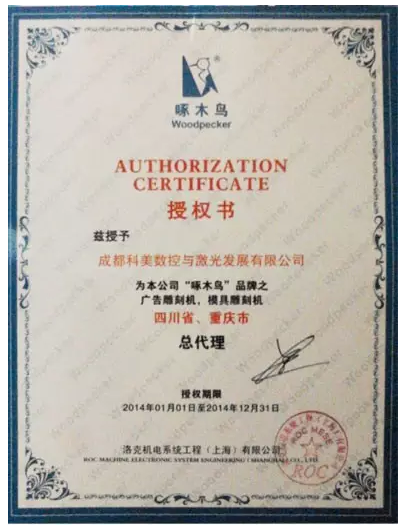 ®
啄木鸟
Woodpecker
AUTHORIZATION
CERTIFICATE
授权书
兹授予
成都科美数控与激光发展有限公司
为本公司“啄木鸟”品牌之
广告雕刻机，模具雕刻机
四川省、重庆市
总代理
授权期限
2014年01月01日至2014年12月31日
洛克机电系统工程（上海）有限公司
ROC MACHINE ELECTRONIC SYSTEM ENGINEERING ( SHANGHAI ) CO., LTD
ROC MESE
ROC